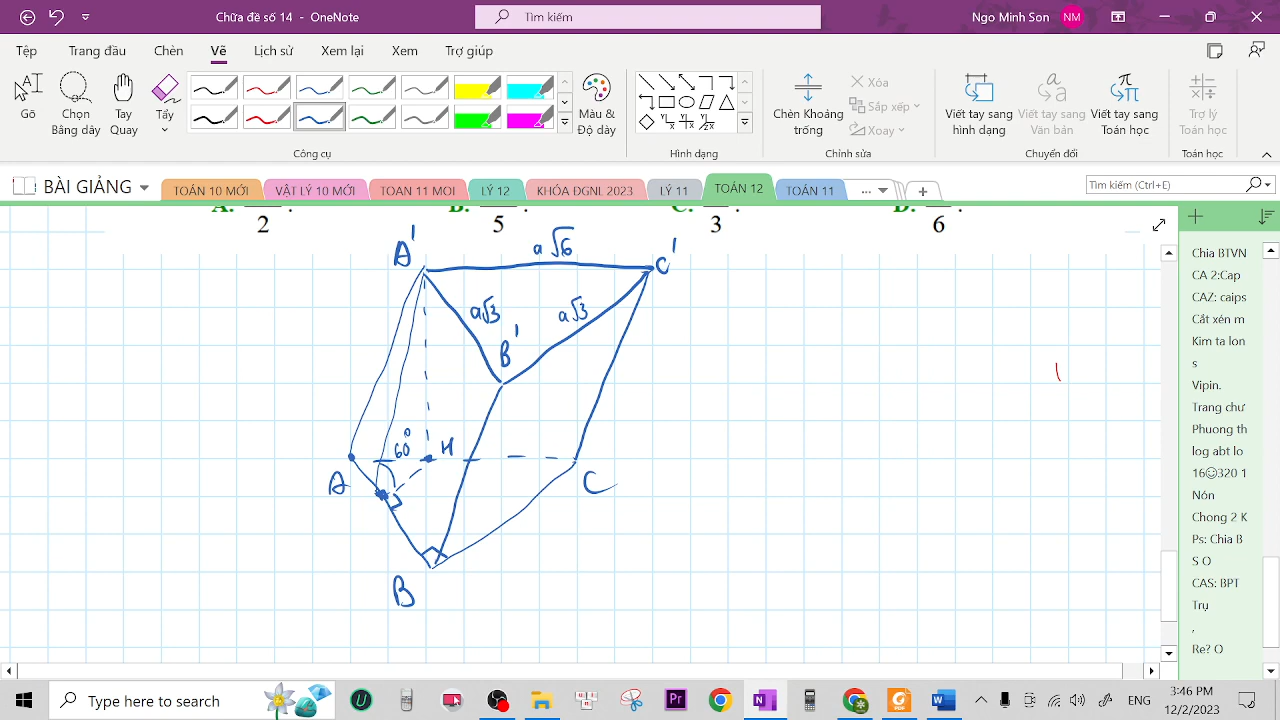 Chữa đề số 14 - OneNote
Tìm kiếm
Ngo Minh Son
NM
Tệp
Trang đầu
Chèn
Vẽ
Lịch sử
Xem lại
Xem
Trợ giúp
Gõ
Chọn Bằng dây
Tay Quay
Tẩy
Màu & Độ dày
Chèn Khoảng trống
Xóa
Sắp xếp
Xoay
Viết tay sang hình dạng
Viết tay sang Văn bản
Viết tay sang Toán học
Trợ lý Toán học
Công cụ
Hình dạng
Chỉnh sửa
Chuyển đổi
Toán học
BÀI GIẢNG
TOÁN 10 MỚI
VẬT LÝ 10 MỚI
TOAN 11 MOI
LÝ 12
KHÓA ĐGNL 2023
LÝ 11
TOÁN 12
TOÁN 11
...
Tìm kiếm (Ctrl+E)
A. B. C. D.
2 5 3 6
A' a√6 C'
a√3 a√3
B'
60° H
A C
B
Chia BTVN
CA 2:Cap
CAZ: caips
Cắt xén m
Kim ta lon
s
Vipin.
Trang chư
Phuong th
log abt lo
16☺320 1
Nón
Chong 2 K
Ps: Chia B
S O
CAS: BPT
Trụ
,
Re? O
Type here to search
ENG
3:46 PM
12/2/2023